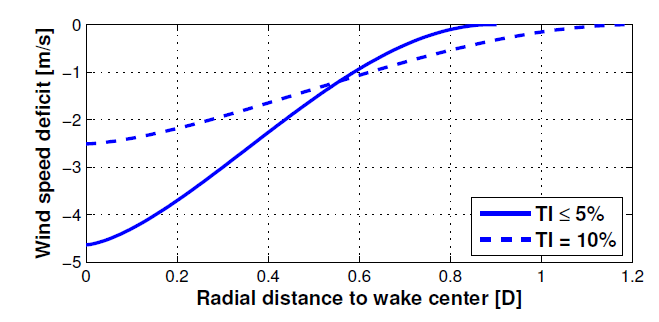 Wind speed deficit [m/s]
0
−1
−2
−3
−4
−5
0 0.2 0.4 0.6 0.8 1 1.2
Radial distance to wake center [D]
TI ≤ 5%
TI = 10%